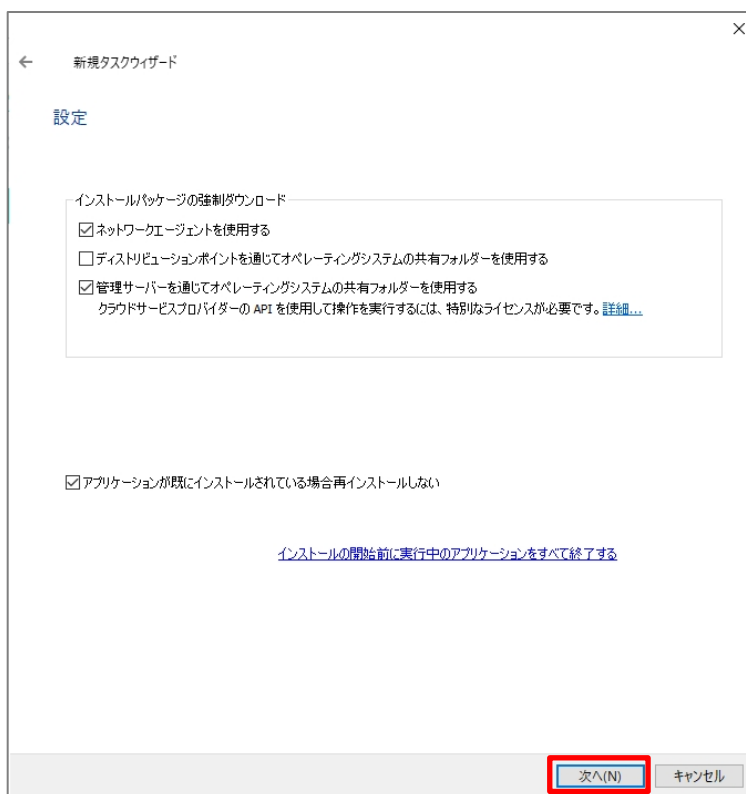 新規タスクウィザード
設定
インストールパッケージの強制ダウンロード
ネットワークエージェントを使用する
ディストリビューションポイントを通じてオペレーティングシステムの共有フォルダーを使用する
管理サーバーを通じてオペレーティングシステムの共有フォルダーを使用する
クラウドサービスプロバイダーの API を使用して操作を実行するには、特別なライセンスが必要です。詳細...
アプリケーションが既にインストールされている場合再インストールしない
インストールの開始前に実行中のアプリケーションをすべて終了する
次へ(N) キャンセル